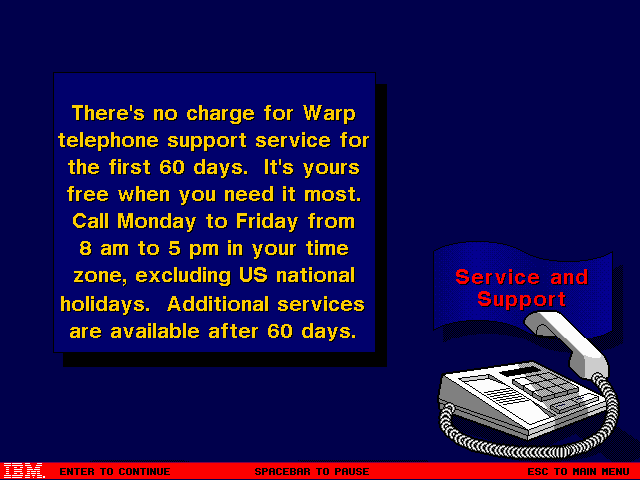 There's no charge for Warp
telephone support service for
the first 60 days.  It's yours
free when you need it most.
Call Monday to Friday from
8 am to 5 pm in your time
zone, excluding US national
holidays.  Additional services
are available after 60 days.
Service and
Support
IBM. ENTER TO CONTINUE SPACEBAR TO PAUSE ESC TO MAIN MENU